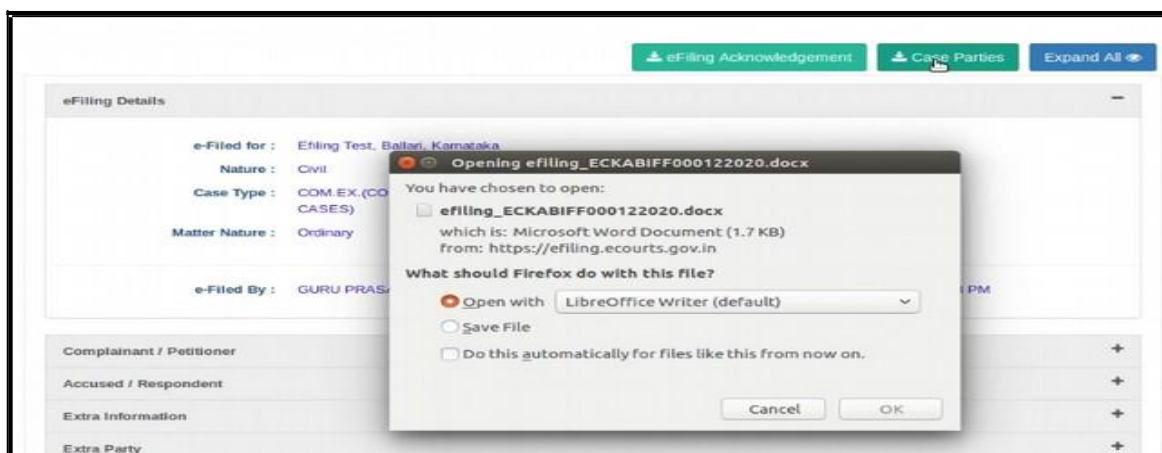 eFiling Acknowledgement
Case Parties
Expand All
eFiling Details
e-Filed for : Efiling Test, Ballari, Karnataka
Nature : Civil
Case Type : COM.EX.(CO
CASES)
Matter Nature : Ordinary
e-Filed By : GURU PRAS
PM
Opening efiling_ECKABIFF000122020.docx
You have chosen to open:
efiling_ECKABIFF000122020.docx
which is: Microsoft Word Document (1.7 KB)
from: https://efiling.ecourts.gov.in
What should Firefox do with this file?
Open with LibreOffice Writer (default)
Save File
Do this automatically for files like this from now on.
Cancel OK
Complainant / Petitioner
Accused / Respondent
Extra Information
Extra Party